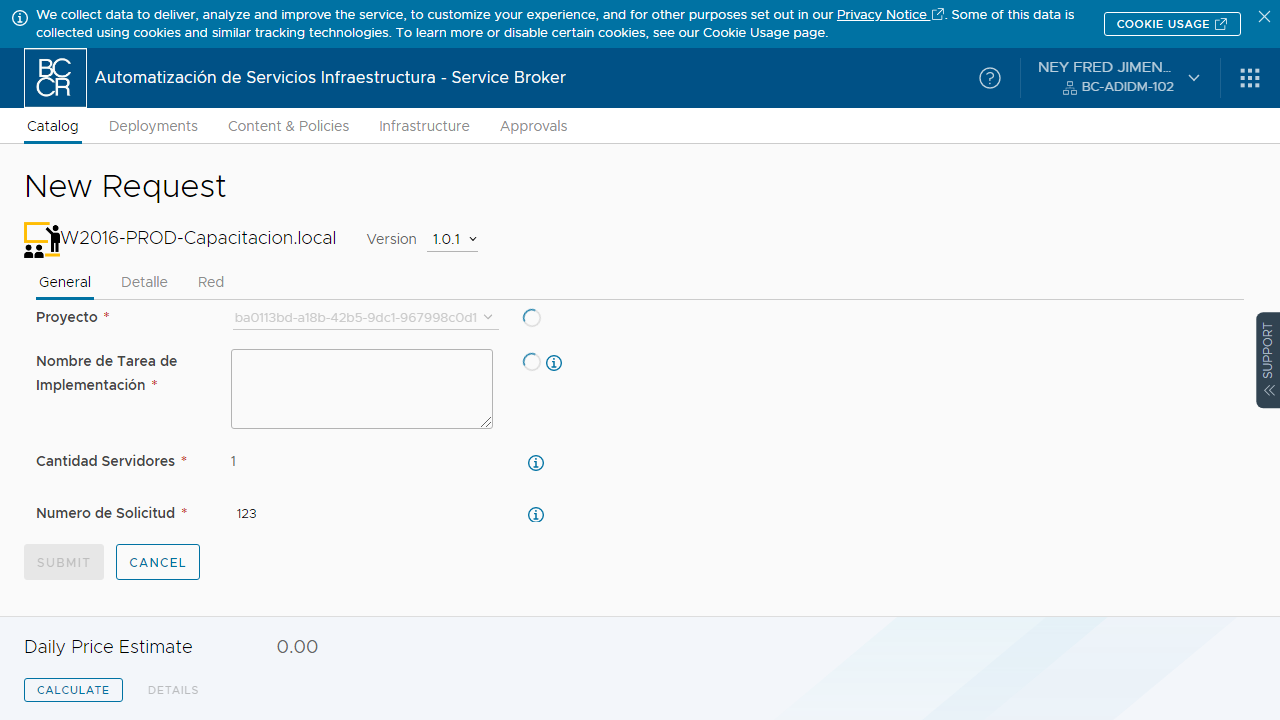 We collect data to deliver, analyze and improve the service, to customize your experience, and for other purposes set out in our Privacy Notice. Some of this data is
collected using cookies and similar tracking technologies. To learn more or disable certain cookies, see our Cookie Usage page.
COOKIE USAGE
BC
CR
Automatización de Servicios Infraestructura - Service Broker
NEY FRED JIMEN...
BC-ADIDM-102
Catalog Deployments Content & Policies Infrastructure Approvals
New Request
W2016-PROD-Capacitacion.local Version 1.0.1
General Detalle Red
Proyecto * ba0113bd-a18b-42b5-9dc1-967998c0d1
Nombre de Tarea de
Implementación *
Cantidad Servidores * 1
Numero de Solicitud * 123
SUPPORT
SUBMIT CANCEL
Daily Price Estimate 0.00
CALCULATE DETAILS